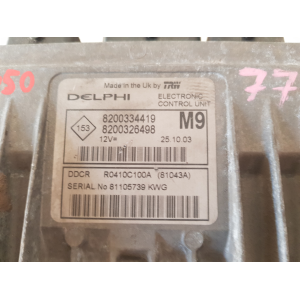 Made in the Uk by TRW
DELPHI
ELECTRONIC
CONTROL UNIT
153
8200334419
8200326498
M9
12V=
25.10.03
DDCR R0410C100A (81043A)
SERIAL No 81105739 KWG
50
77